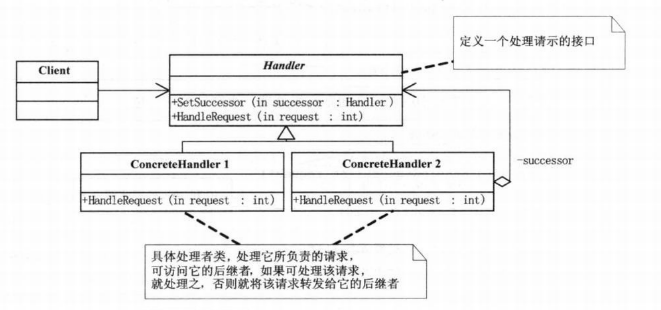 定义一个处理请示的接口
Client
Handler
+SetSuccessor (in successor : Handler)
+HandleRequest (in request : int)
ConcreteHandler 1
ConcreteHandler 2
-successor
+HandleRequest (in request : int)
+HandleRequest (in request : int)
具体处理者类，处理它所负责的请求，
可访问它的后继者，如果可处理该请求，
就处理之，否则就将该请求转发给它的后继者